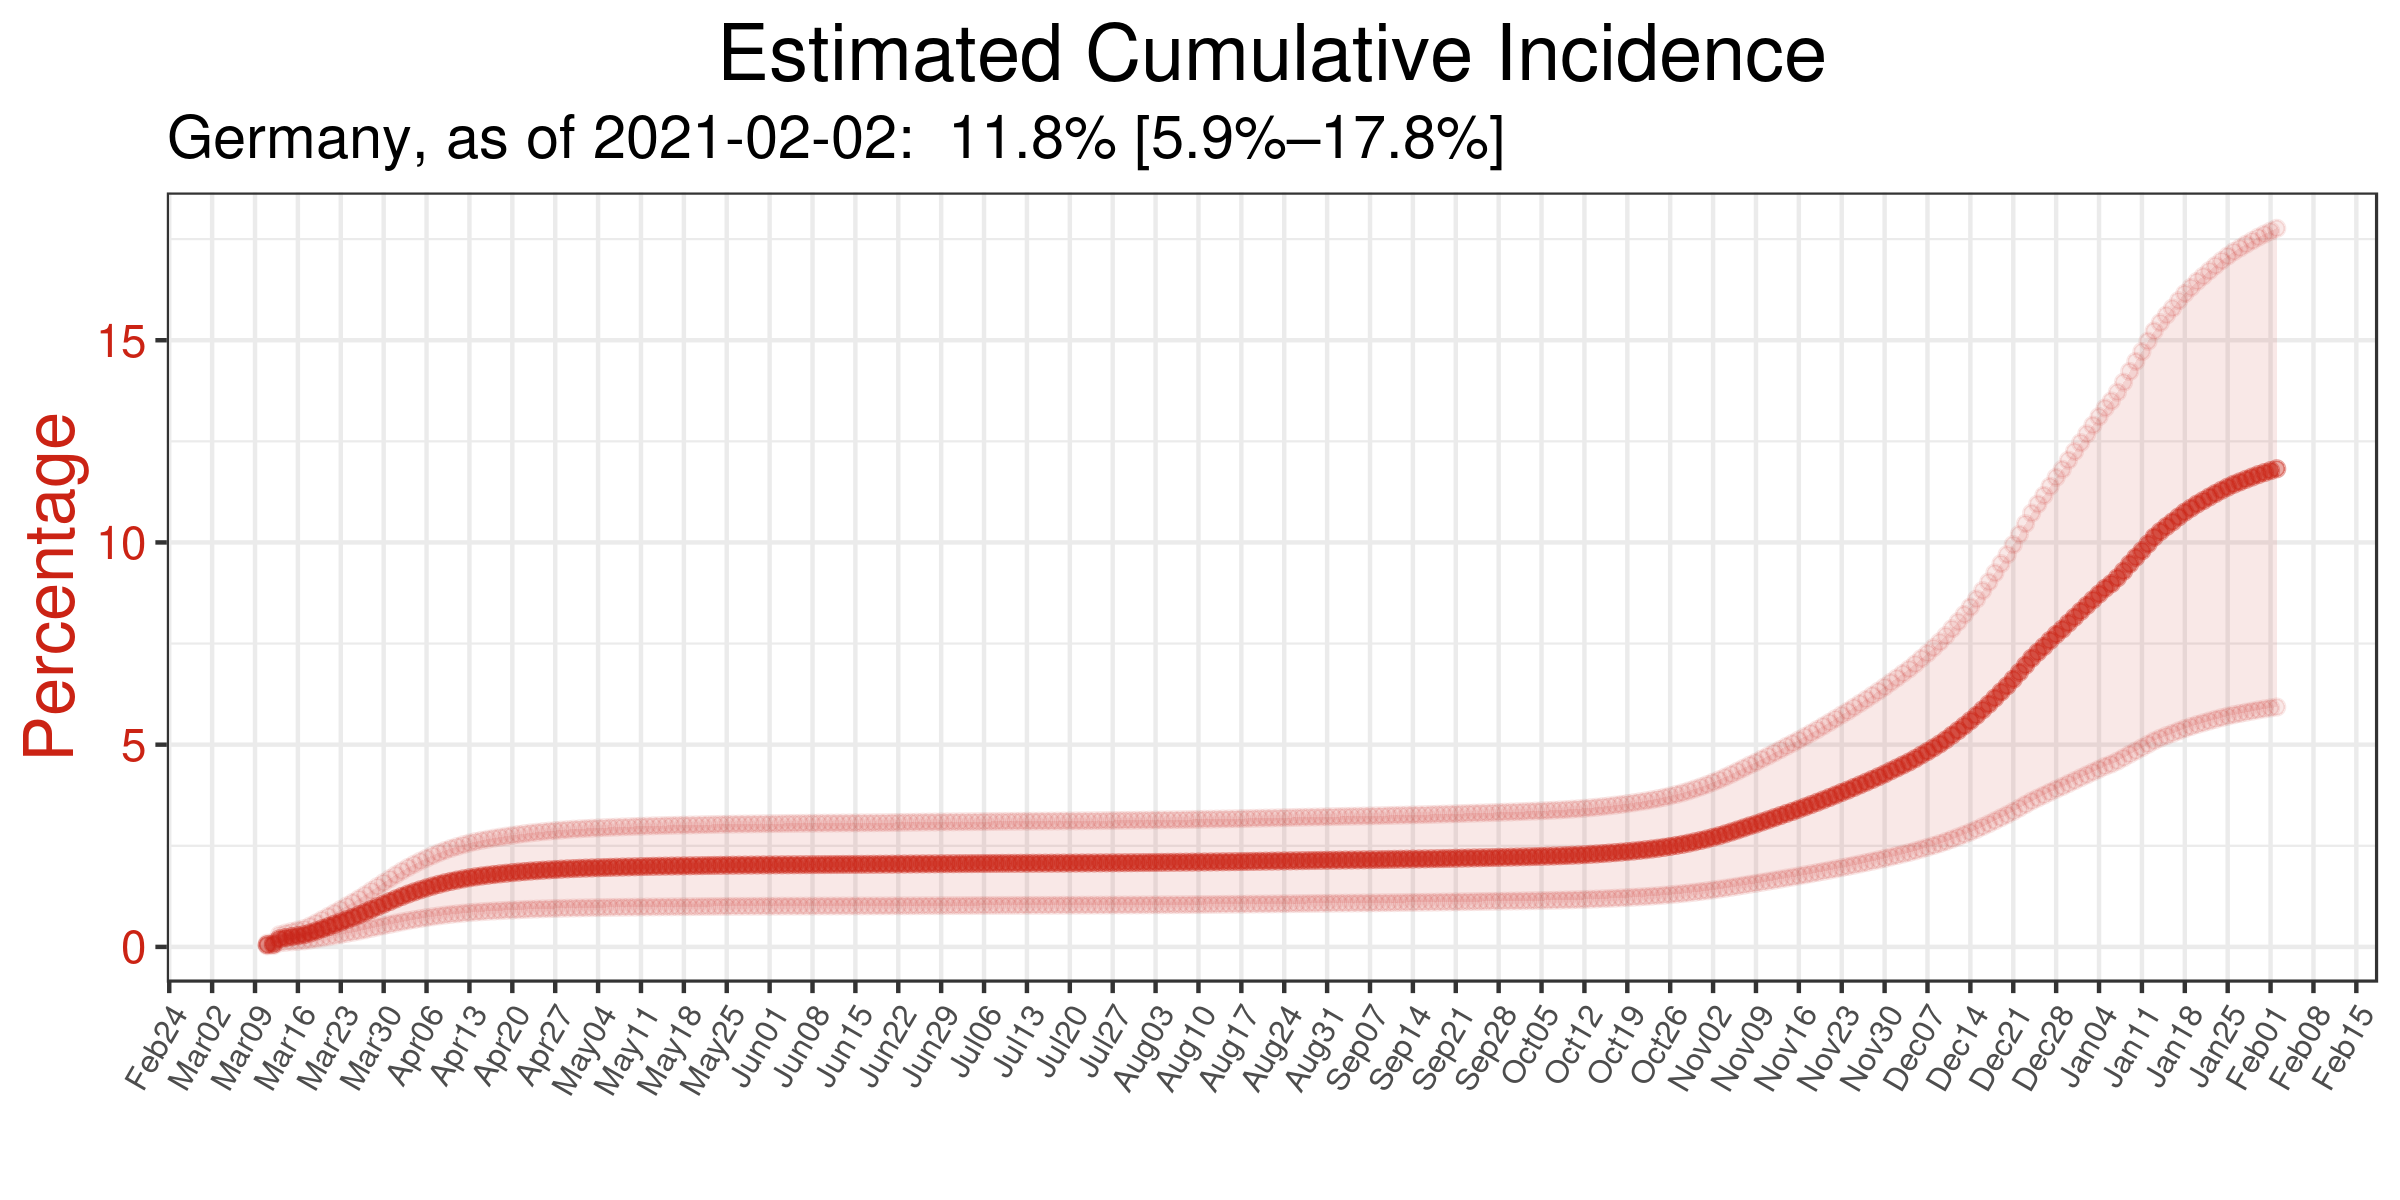 Estimated Cumulative Incidence
Germany, as of 2021-02-02:  11.8% [5.9%–17.8%]
Percentage
15
10
5
0
Feb24
Mar02
Mar09
Mar16
Mar23
Mar30
Apr06
Apr13
Apr20
Apr27
May04
May11
May18
May25
Jun01
Jun08
Jun15
Jun22
Jun29
Jul06
Jul13
Jul20
Jul27
Aug03
Aug10
Aug17
Aug24
Aug31
Sep07
Sep14
Sep21
Sep28
Oct05
Oct12
Oct19
Oct26
Nov02
Nov09
Nov16
Nov23
Nov30
Dec07
Dec14
Dec21
Dec28
Jan04
Jan11
Jan18
Jan25
Feb01
Feb08
Feb15